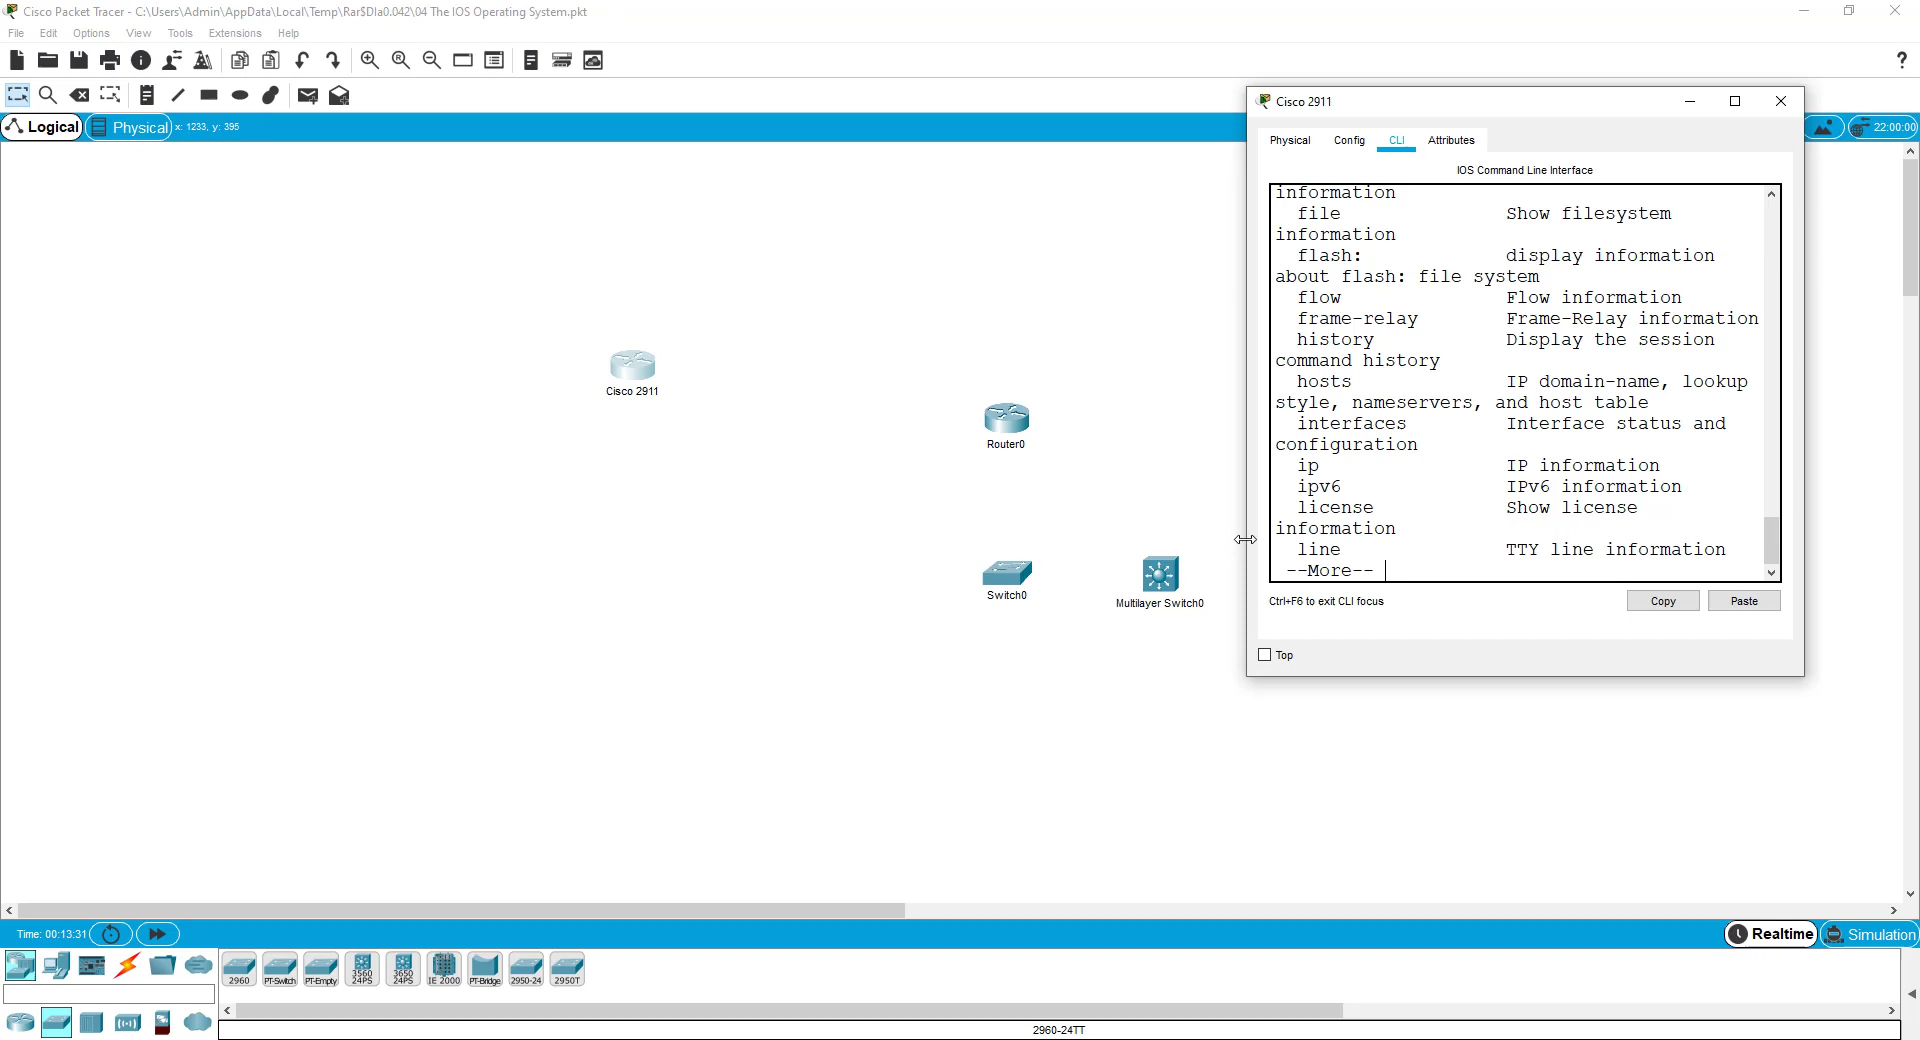 Cisco Packet Tracer - C:\Users\Admin\AppData\Local\Temp\Rar$DIa0.042\04 The IOS Operating System.pkt
File Edit Options View Tools Extensions Help
Logical Physical x: 1233, y: 395
22:00:00
Cisco 2911
Router0
Switch0
Multilayer Switch0
Cisco 2911
Physical Config CLI Attributes
IOS Command Line Interface
information
file Show filesystem
information
flash: display information
about flash: file system
flow Flow information
frame-relay Frame-Relay information
history Display the session
command history
hosts IP domain-name, lookup
style, nameservers, and host table
interfaces Interface status and
configuration
ip IP information
ipv6 IPv6 information
license Show license
information
line TTY line information
--More--
Ctrl+F6 to exit CLI focus
Copy Paste
Top
Time: 00:13:31
Realtime Simulation
2960 PT-Switch PT-Empty 3560 24PS 3650 24PS IE 2000 PT-Bridge 2950-24 2950T
2960-24TT